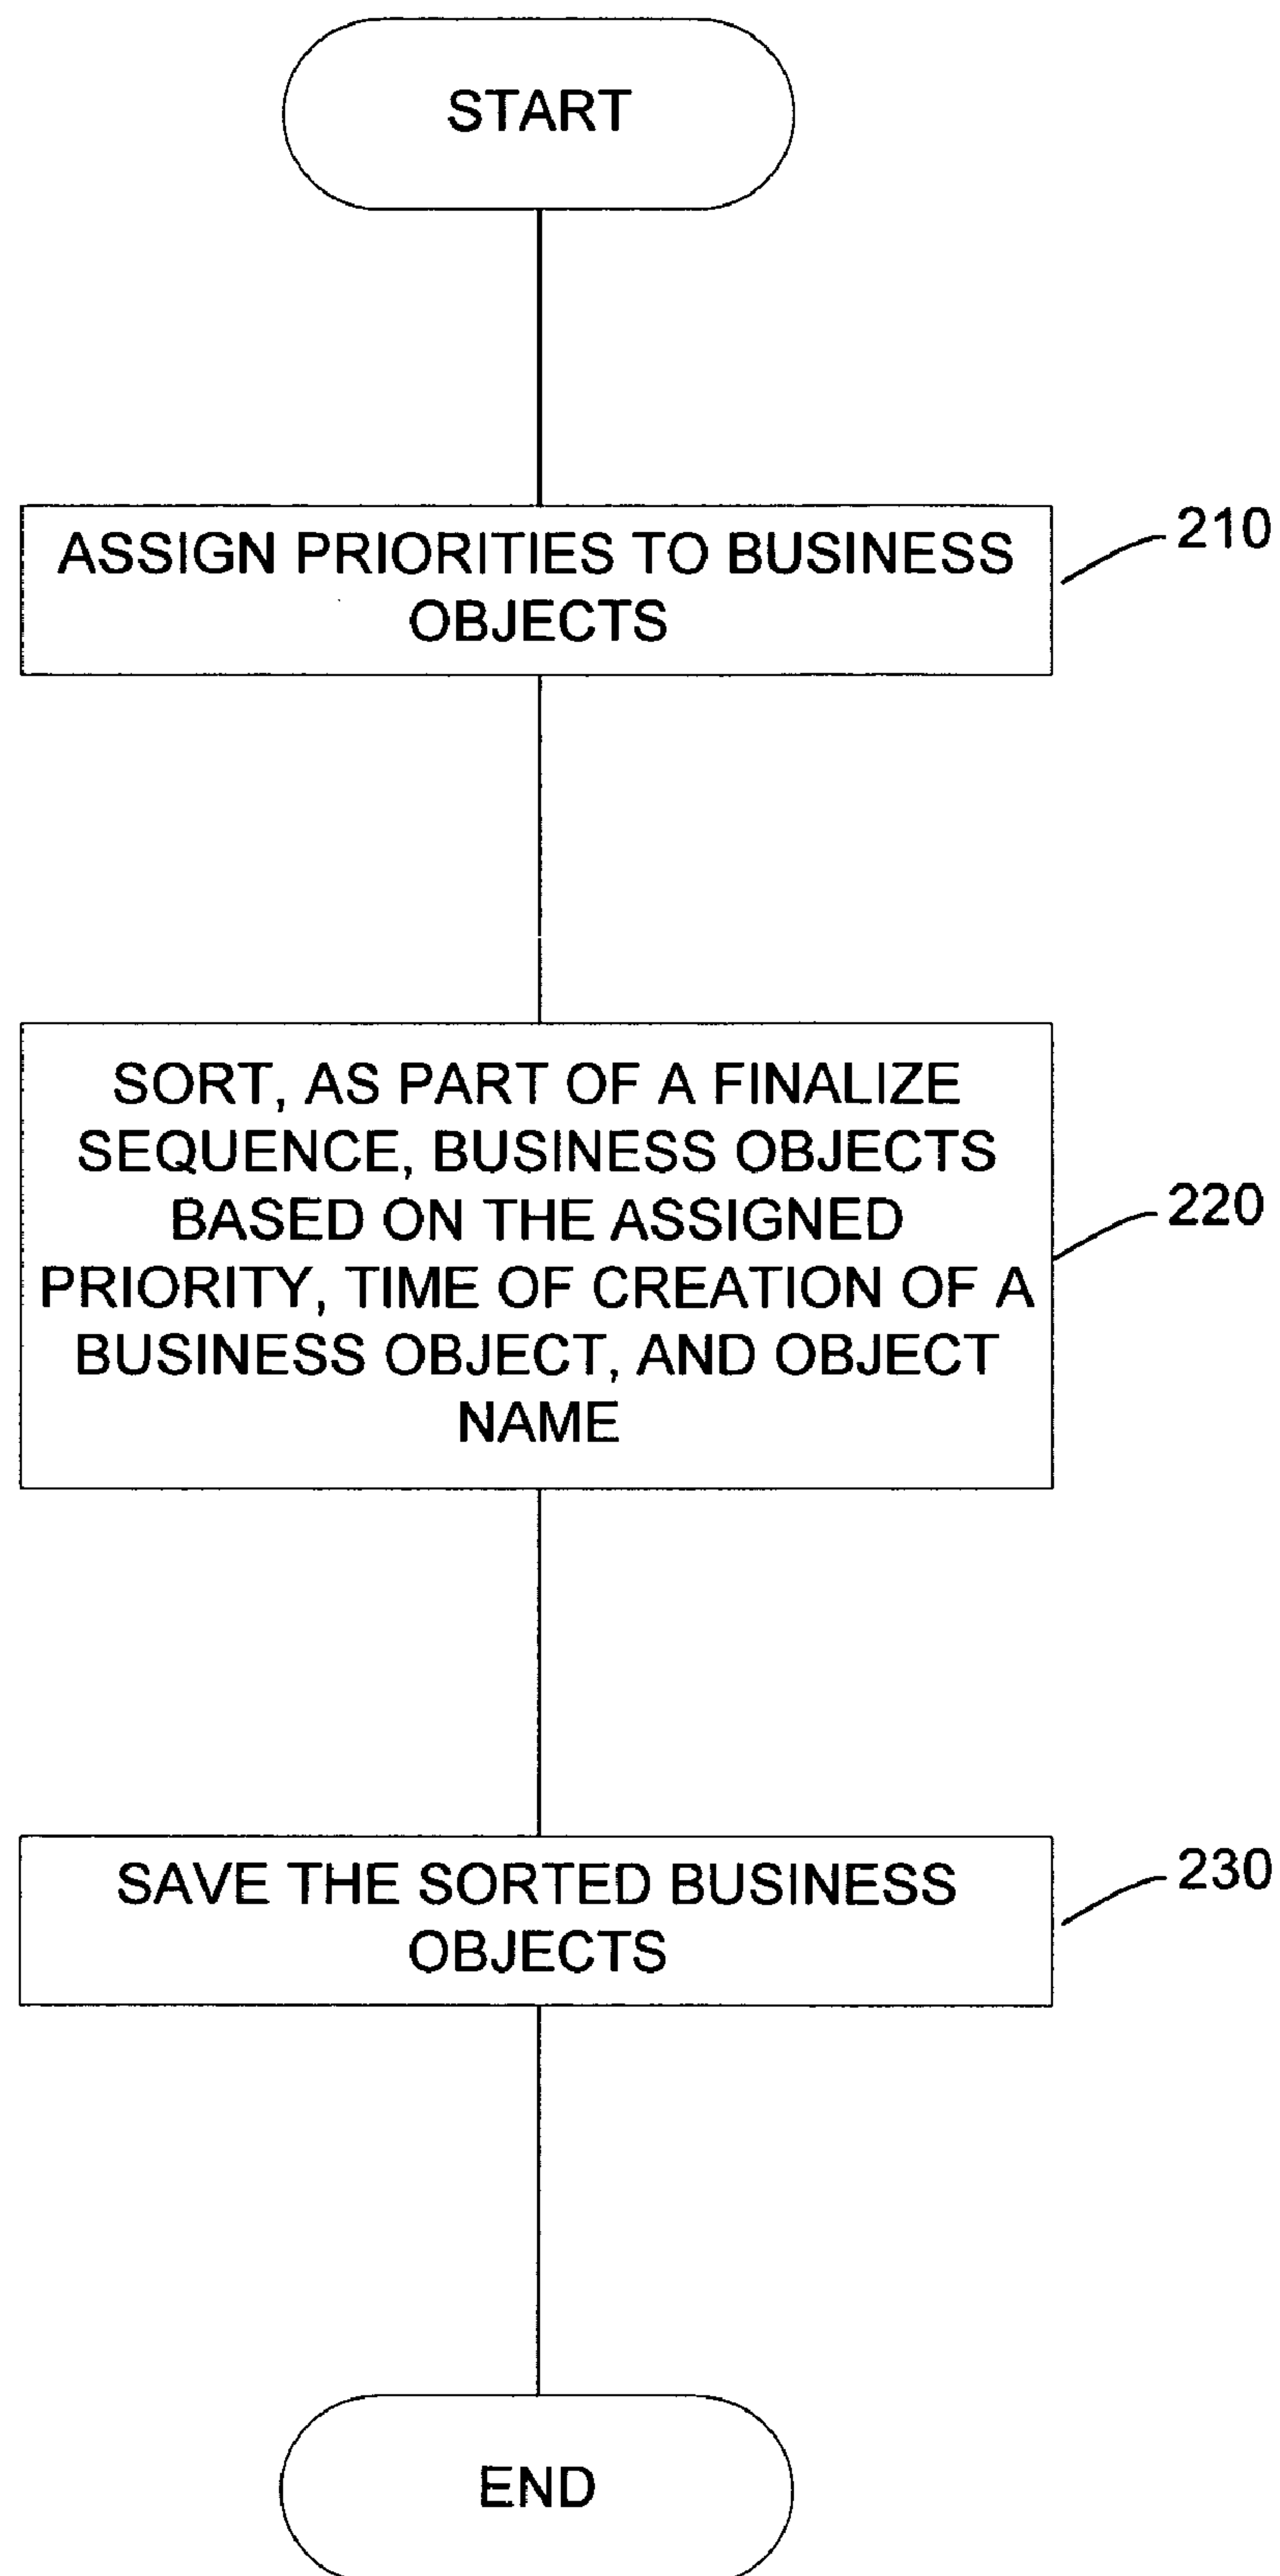 START
ASSIGN PRIORITIES TO BUSINESS
OBJECTS
210
SORT, AS PART OF A FINALIZE
SEQUENCE, BUSINESS OBJECTS
BASED ON THE ASSIGNED
PRIORITY, TIME OF CREATION OF A
BUSINESS OBJECT, AND OBJECT
NAME
220
SAVE THE SORTED BUSINESS
OBJECTS
230
END